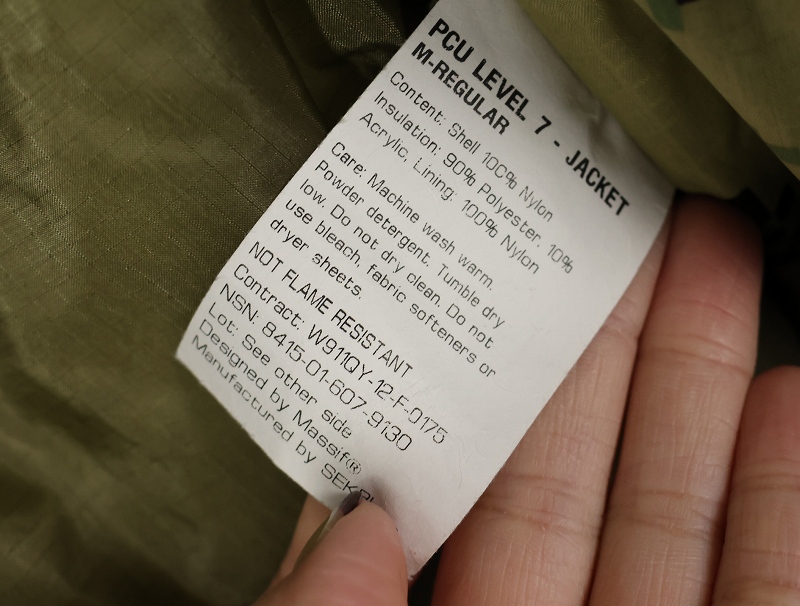 PCU LEVEL 7 - JACKET
M-REGULAR
Content: Shell 100% Nylon
Insulation: 90% Polyester. 10%
Acrylic, Lining: 100% Nylon
Care: Machine wash warm.
Powder detergent. Tumble dry
low. Do not dry clean. Do not
use bleach, fabric softeners or
dryer sheets.
NOT FLAME RESISTANT
Contract: W911QY-12-F-0175
NSN: 8415-01-607-9130
Lot: See other side
Designed by Massif®
Manufactured by